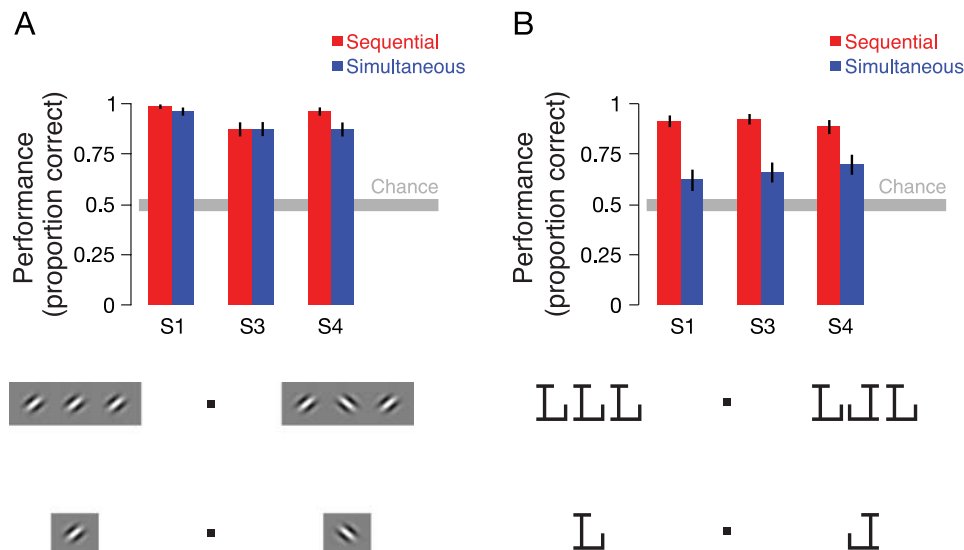 A
Sequential
Simultaneous
Performance
(proportion correct)
1
0.75
0.5
0.25
0
Chance
S1 S3 S4
B
Sequential
Simultaneous
Performance
(proportion correct)
1
0.75
0.5
0.25
0
Chance
S1 S3 S4